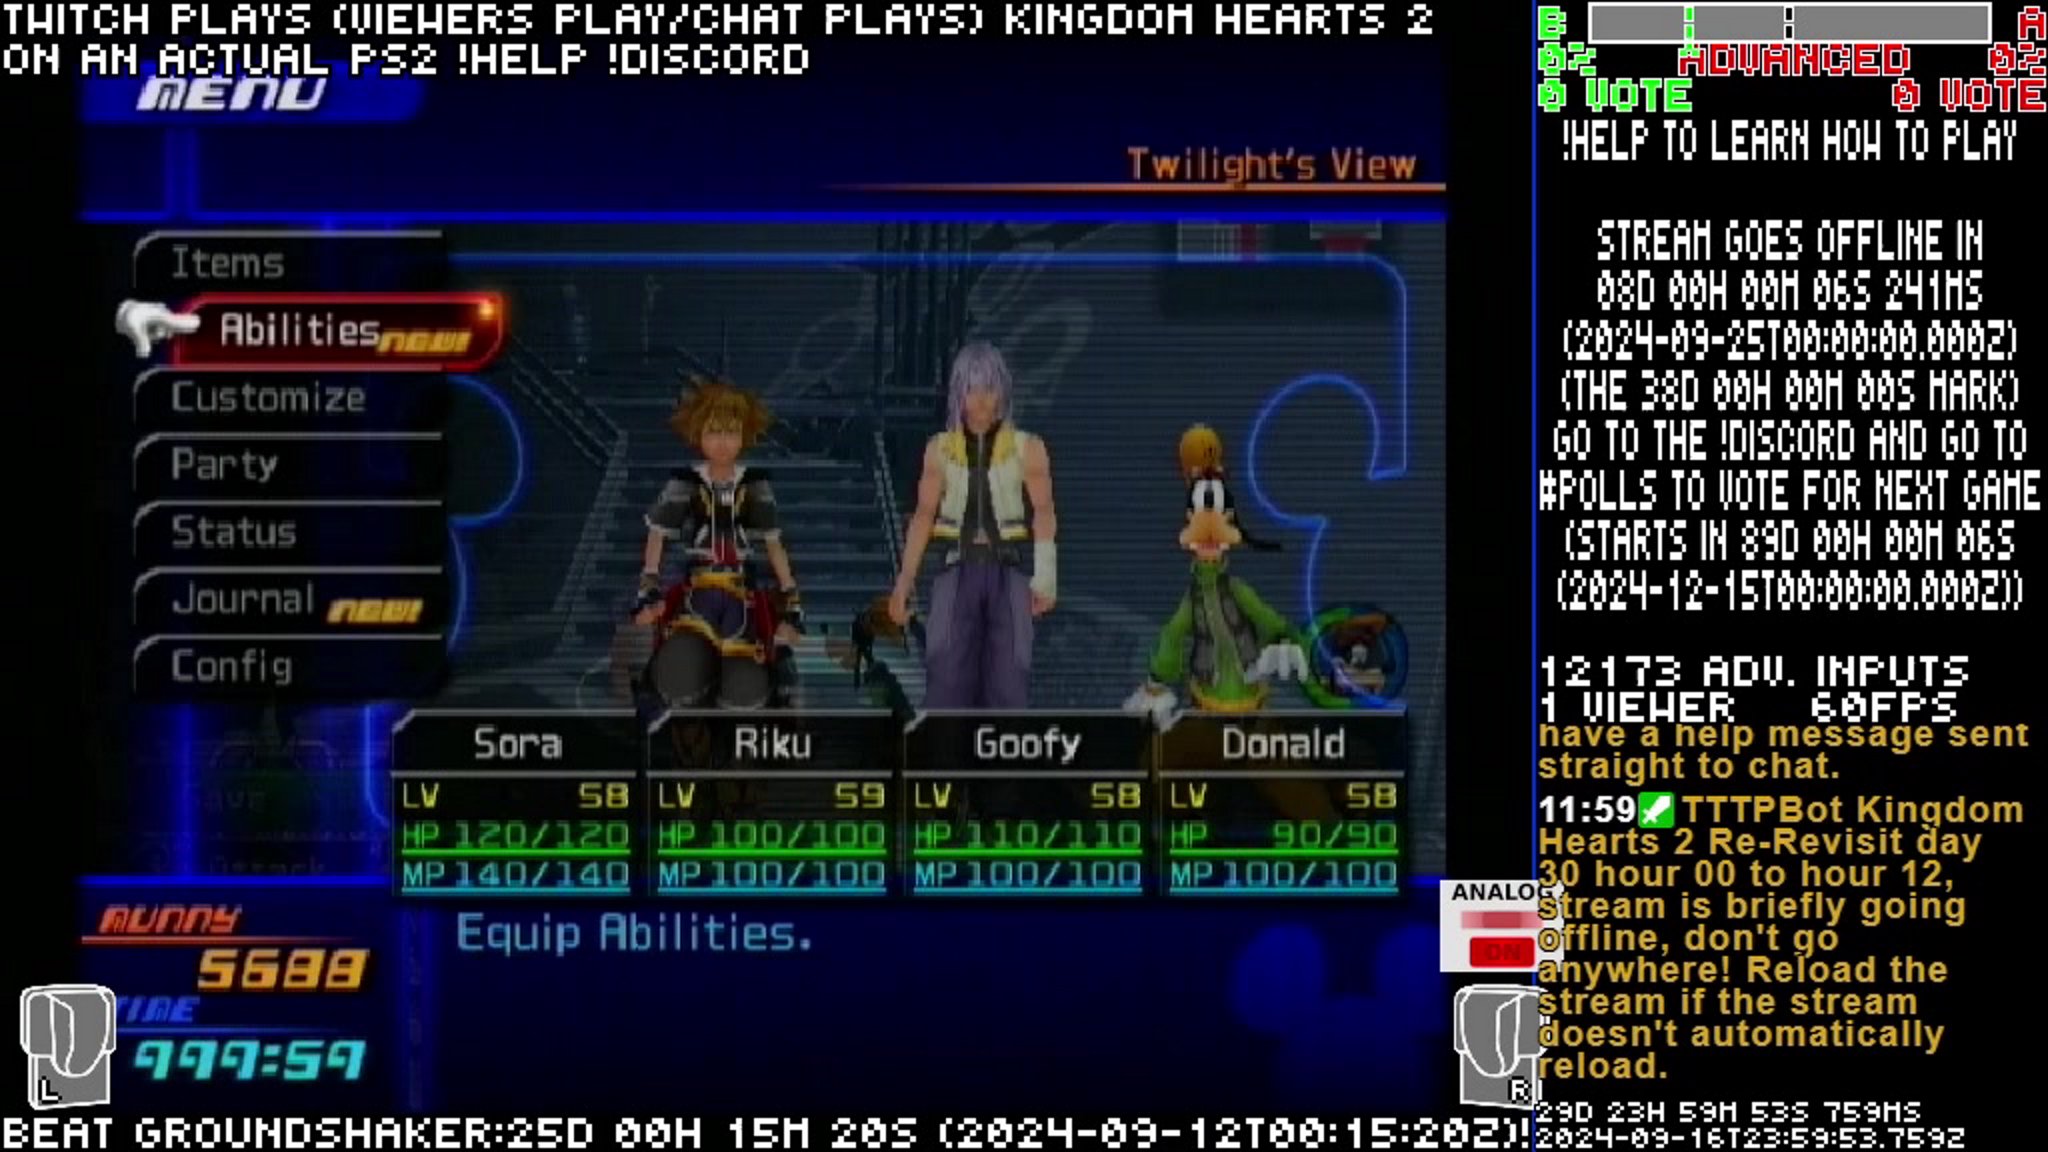 TWITCH PLAYS (VIEWERS PLAY/CHAT PLAYS) KINGDOM HEARTS 2
ON AN ACTUAL PS2 !HELP !DISCORD
MENU
Twilight's View
Items
Abilities NEW!
Customize
Party
Status
Journal NEW!
Config
Sora
LV 58
HP 120/120
MP 140/140
Riku
LV 59
HP 100/100
MP 100/100
Goofy
LV 58
HP 110/110
MP 100/100
Donald
LV 58
HP 90/90
MP 100/100
MUNNY
5688
TIME
999:59
Equip Abilities.
ANALOG
ON
L
R
BEAT GROUNDSHAKER:25D 00H 15M 20S (2024-09-12T00:15:20Z)!
B A
0% ADVANCED 0%
0 VOTE 0 VOTE
!HELP TO LEARN HOW TO PLAY
STREAM GOES OFFLINE IN
08D 00H 00M 06S 241MS
(2024-09-25T00:00:00.000Z)
(THE 38D 00H 00M 00S MARK)
GO TO THE !DISCORD AND GO TO
#POLLS TO VOTE FOR NEXT GAME
(STARTS IN 89D 00H 00M 06S
(2024-12-15T00:00:00.000Z))
12173 ADV. INPUTS
1 VIEWER 60FPS
have a help message sent
straight to chat.
11:59 TTTPBot Kingdom
Hearts 2 Re-Revisit day
30 hour 00 to hour 12,
stream is briefly going
offline, don't go
anywhere! Reload the
stream if the stream
doesn't automatically
reload.
29D 23H 59M 53S 759MS
2024-09-16T23:59:53.759Z